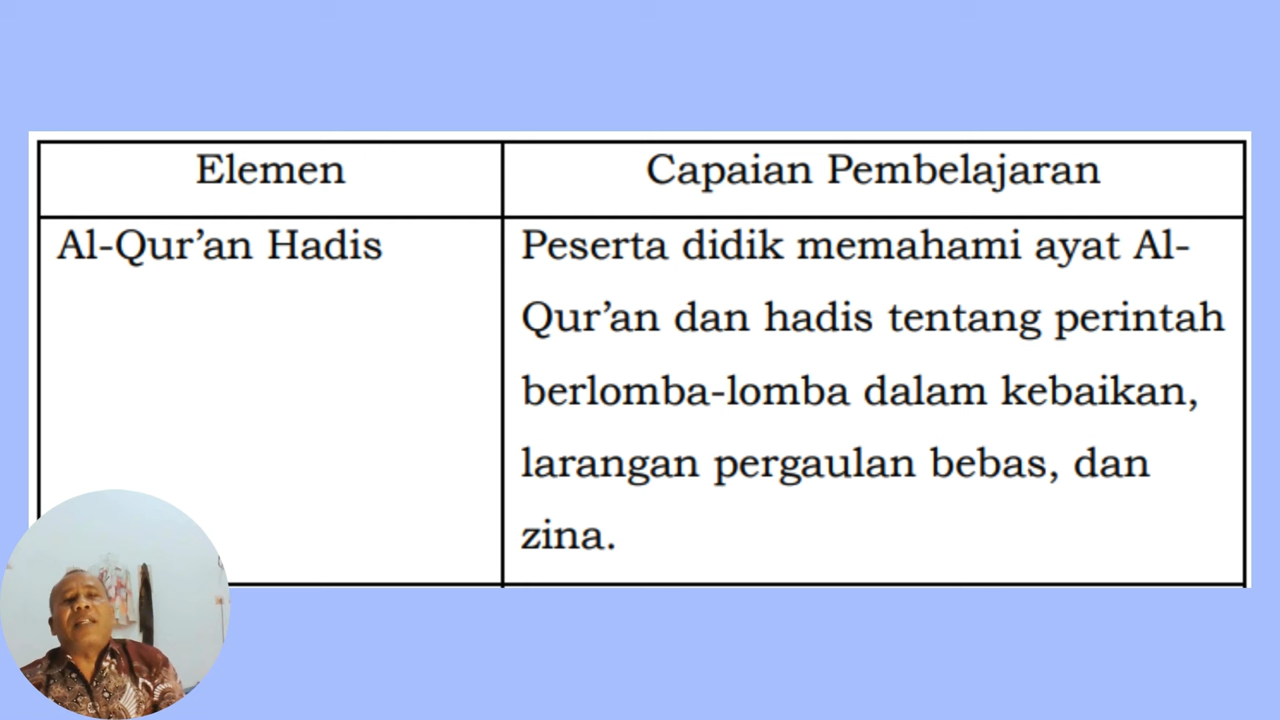 Elemen
Capaian Pembelajaran
Al-Qur’an Hadis
Peserta didik memahami ayat Al-
Qur’an dan hadis tentang perintah
berlomba-lomba dalam kebaikan,
larangan pergaulan bebas, dan
zina.